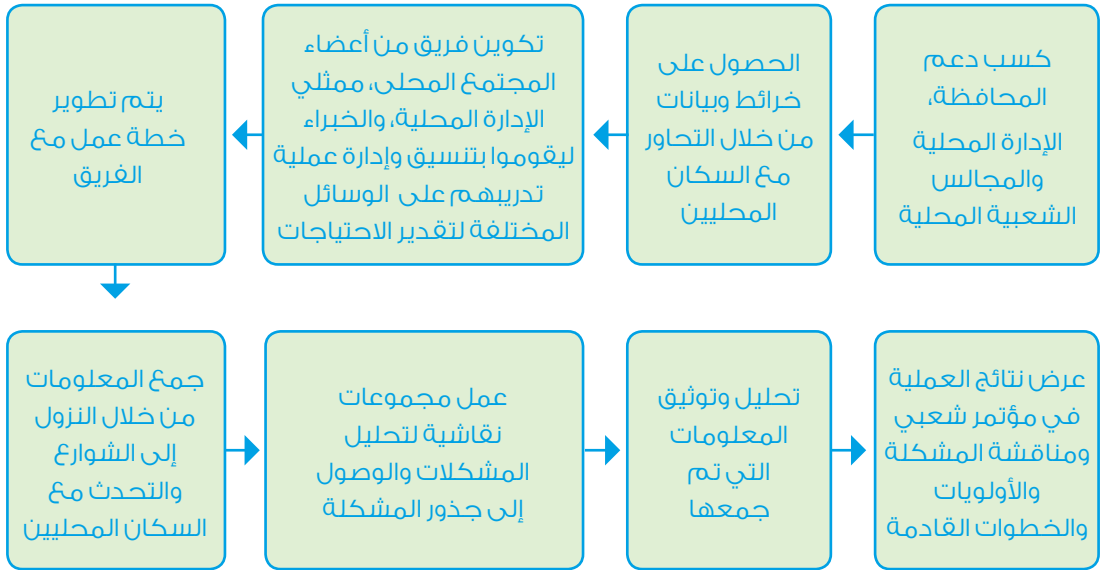 كسب دعم
المحافظة،
الإدارة المحلية
والمجالس
الشعبية المحلية
الحصول على
خرائط وبيانات
من خلال التحاور
مع السكان
المحليين
تكوين فريق من أعضاء
المجتمع المحلى، ممثلي
الإدارة المحلية، والخبراء
ليقوموا بتنسيق وإدارة عملية
تدريبهم على الوسائل
المختلفة لتقدير الاحتياجات
يتم تطوير
خطة عمل مع
الفريق
جمع المعلومات
من خلال النزول
إلى الشوارع
والتحدث مع
السكان المحليين
عمل مجموعات
نقاشية لتحليل
المشكلات والوصول
إلى جذور المشكلة
تحليل وتوثيق
المعلومات
التي تم
جمعها
عرض نتائج العملية
في مؤتمر شعبي
ومناقشة المشكلة
والأولويات
والخطوات القادمة